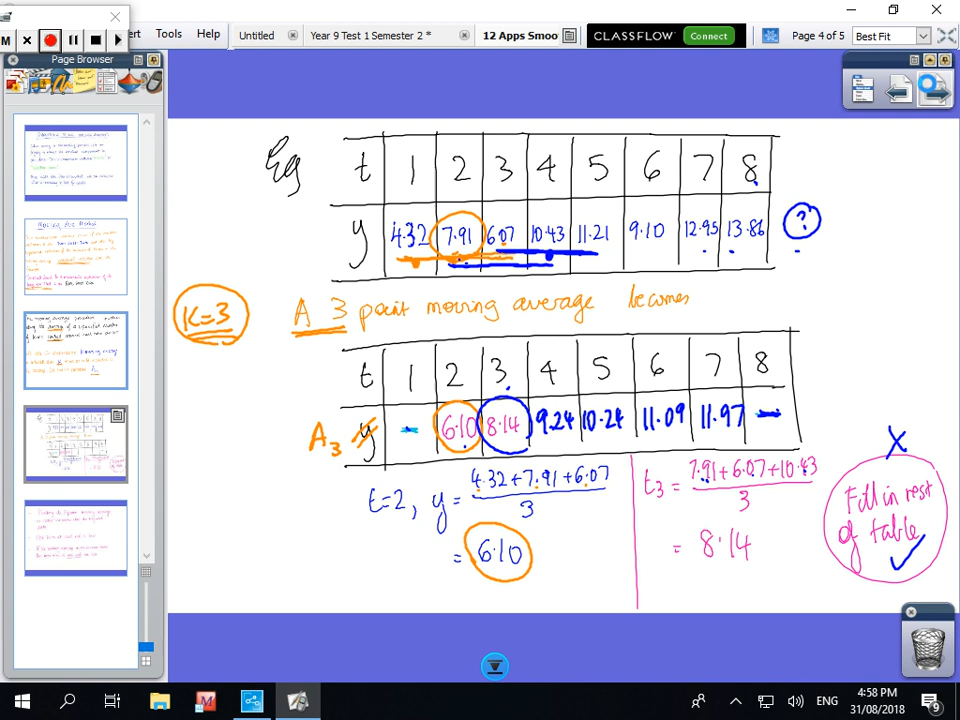 M
ert Tools Help
Untitled
Year 9 Test 1 Semester 2 *
12 Apps Smoo
CLASSFLOW
Connect
Page 4 of 5
Best Fit
Page Browser
Eg
t 1 2 3 4 5 6 7 8
y 4.32 7.91 6.07 10.43 11.21 9.10 12.95 13.86 ?
K=3 A 3 point moving average becomes
t 1 2 3 4 5 6 7 8
A3 y - 6.10 8.14 9.24 10.24 11.09 11.97 -
t=2, y = 4.32+7.91+6.07
3
= 6.10
t3 = 7.91+6.07+10.43
3
= 8.14
X
Fill in rest
of table
ENG
4:58 PM
31/08/2018
9